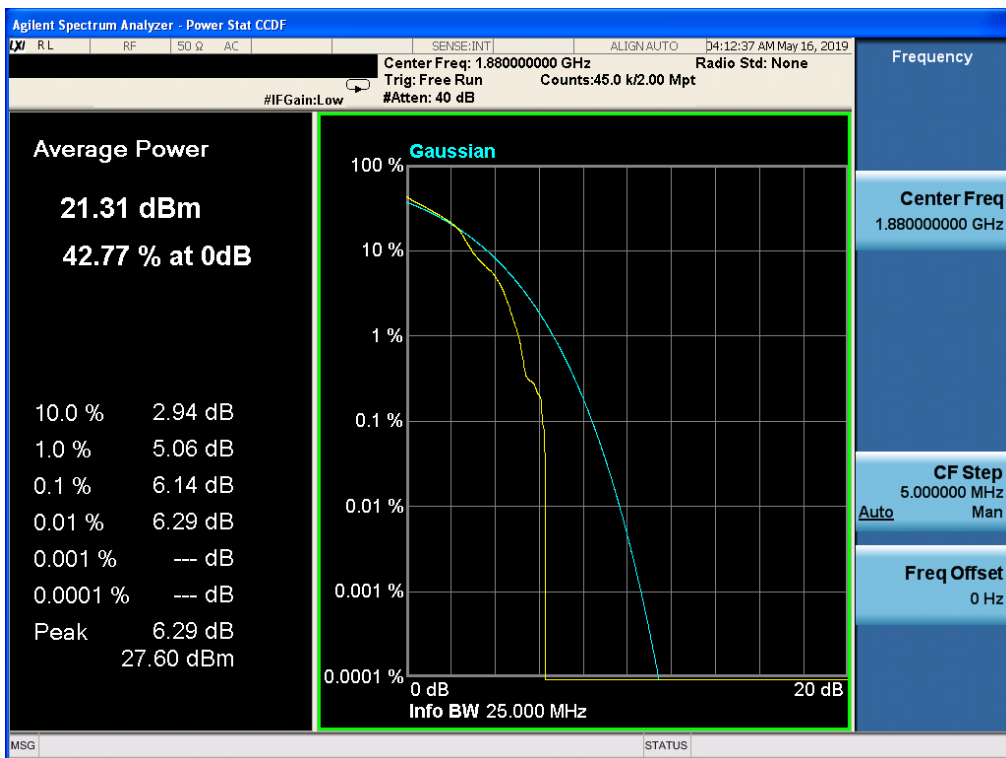 Agilent Spectrum Analyzer - Power Stat CCDF
LXI RL RF 50 Ω AC SENSE:INT ALIGN AUTO 04:12:37 AM May 16, 2019
Center Freq: 1.880000000 GHz Radio Std: None
Trig: Free Run Counts:45.0 k/2.00 Mpt
#IFGain:Low #Atten: 40 dB
Frequency
Average Power
21.31 dBm
42.77 % at 0dB
10.0 % 2.94 dB
1.0 % 5.06 dB
0.1 % 6.14 dB
0.01 % 6.29 dB
0.001 % --- dB
0.0001 % --- dB
Peak 6.29 dB
27.60 dBm
Gaussian
100 %
10 %
1 %
0.1 %
0.01 %
0.001 %
0.0001 %
0 dB 20 dB
Info BW 25.000 MHz
Center Freq
1.880000000 GHz
CF Step
5.000000 MHz
Auto Man
Freq Offset
0 Hz
MSG STATUS